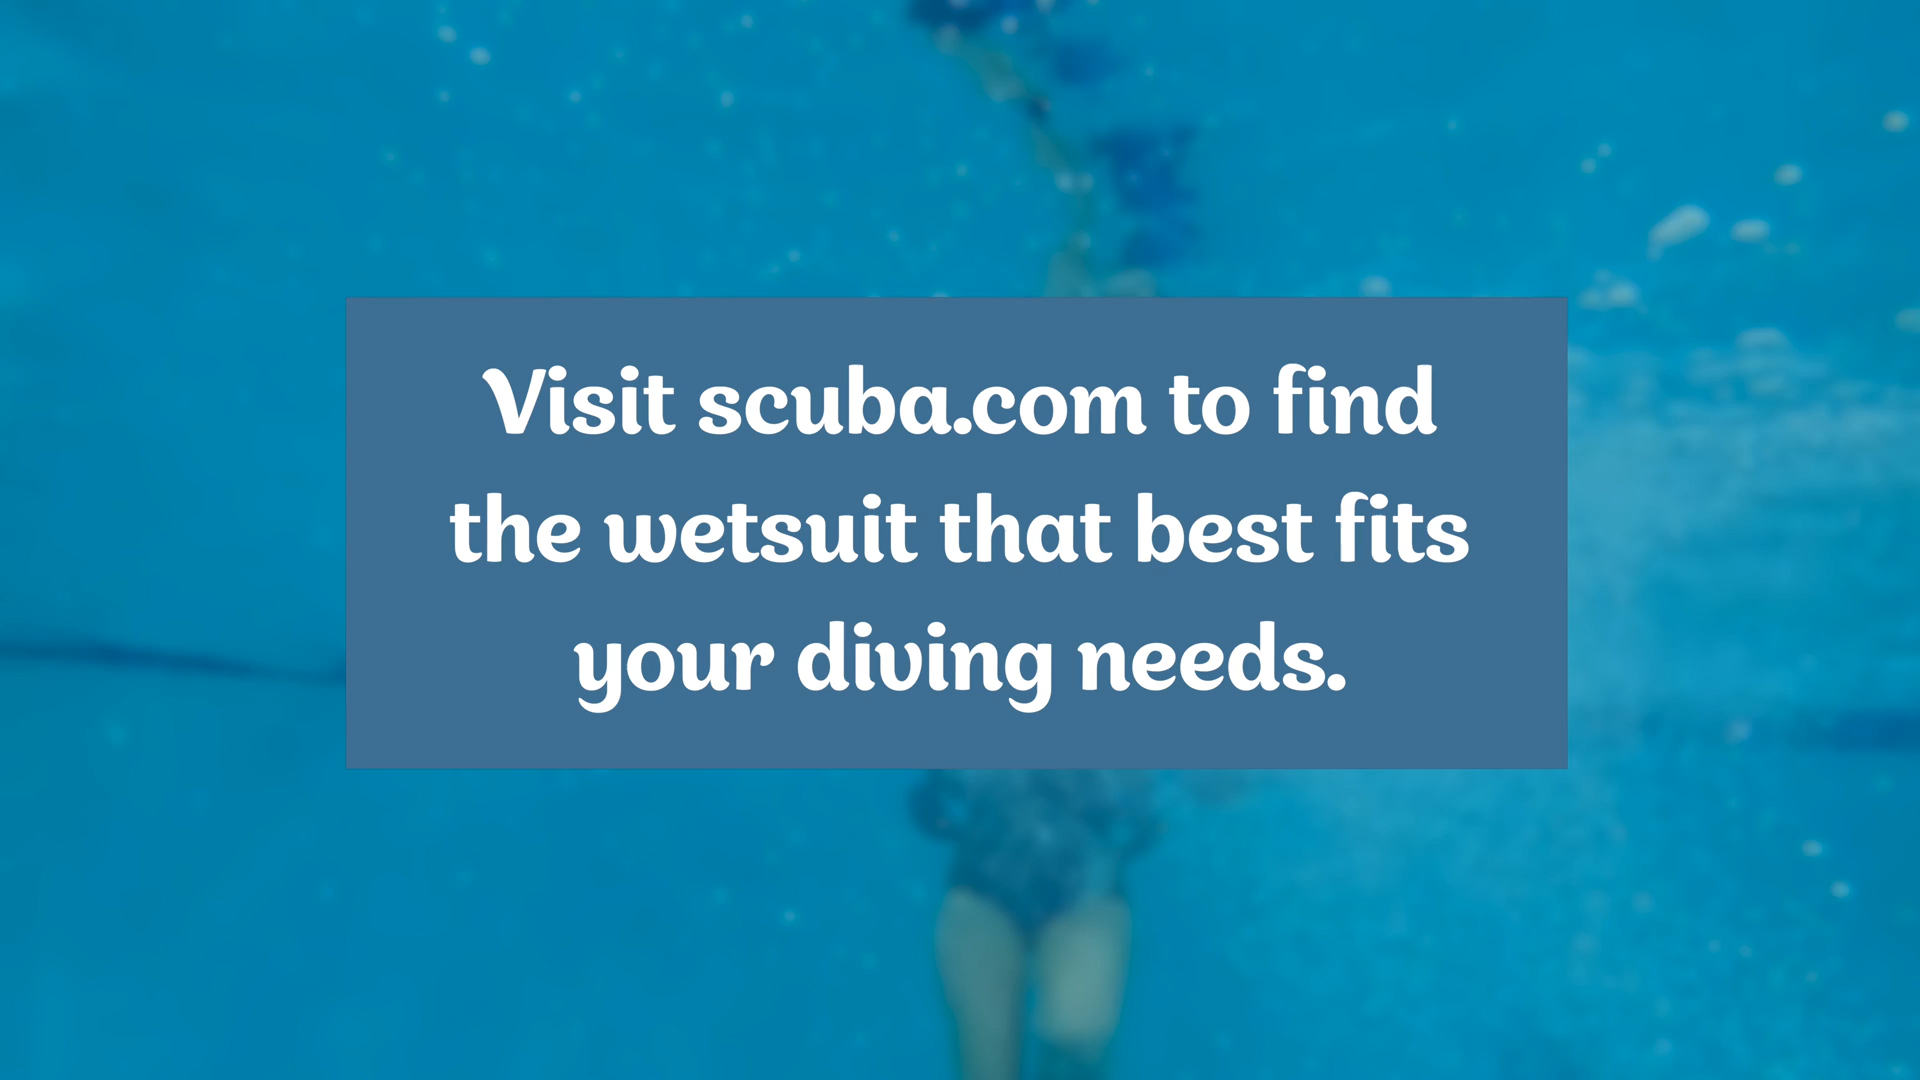 Visit scuba.com to find
the wetsuit that best fits
your diving needs.